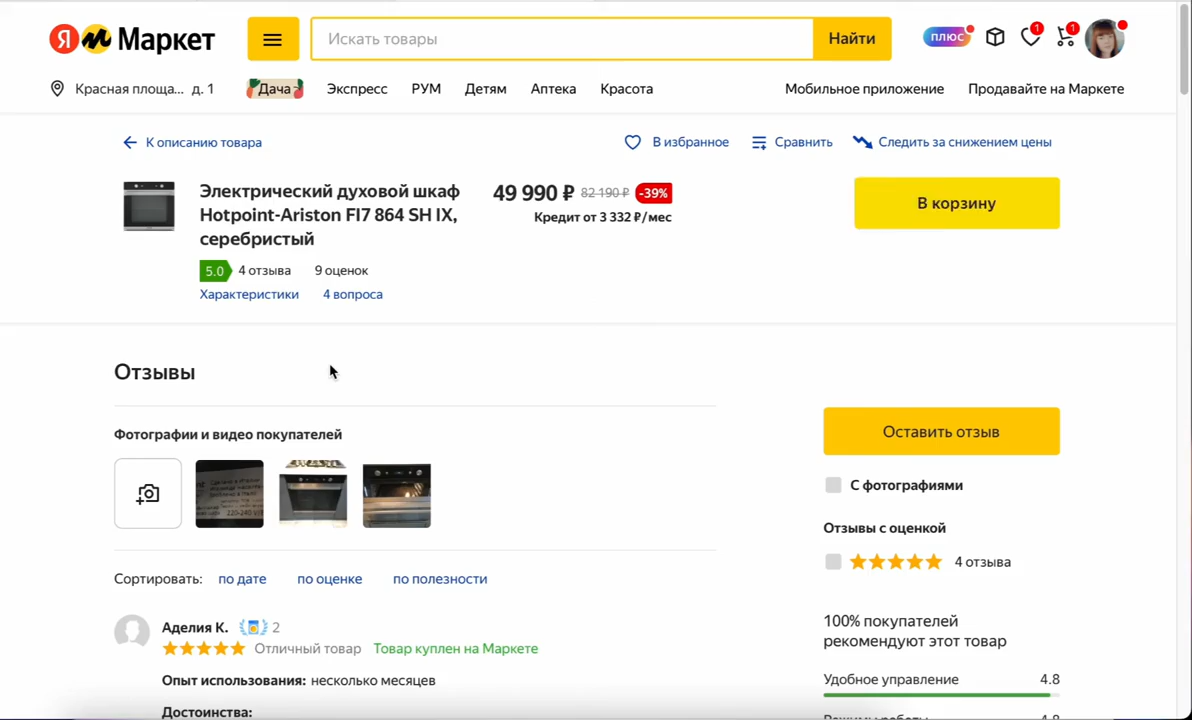 Я Маркет
Искать товары
Найти
плюс
1
1
Красная площа... д. 1
Дача
Экспресс
РУМ
Детям
Аптека
Красота
Мобильное приложение
Продавайте на Маркете
К описанию товара
В избранное
Сравнить
Следить за снижением цены
Электрический духовой шкаф
Hotpoint-Ariston FI7 864 SH IX,
серебристый
49 990 ₽ 82 190 ₽ -39%
Кредит от 3 332 ₽/мес
В корзину
5.0 4 отзыва 9 оценок
Характеристики 4 вопроса
Отзывы
Фотографии и видео покупателей
220-240 V
Сортировать: по дате по оценке по полезности
Аделия К. 2
Отличный товар Товар куплен на Маркете
Опыт использования: несколько месяцев
Достоинства:
Оставить отзыв
С фотографиями
Отзывы с оценкой
4 отзыва
100% покупателей
рекомендуют этот товар
Удобное управление 4.8